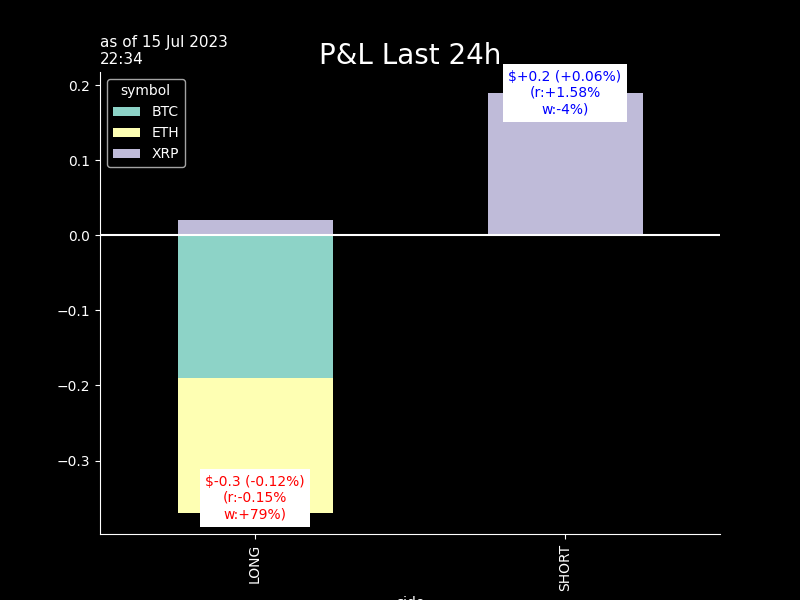 as of 15 Jul 2023
22:34
P&L Last 24h
symbol
BTC
ETH
XRP
$+0.2 (+0.06%)
(r:+1.58%
w:-4%)
0.2
0.1
0.0
−0.1
−0.2
−0.3
$-0.3 (-0.12%)
(r:-0.15%
w:+79%)
LONG
SHORT